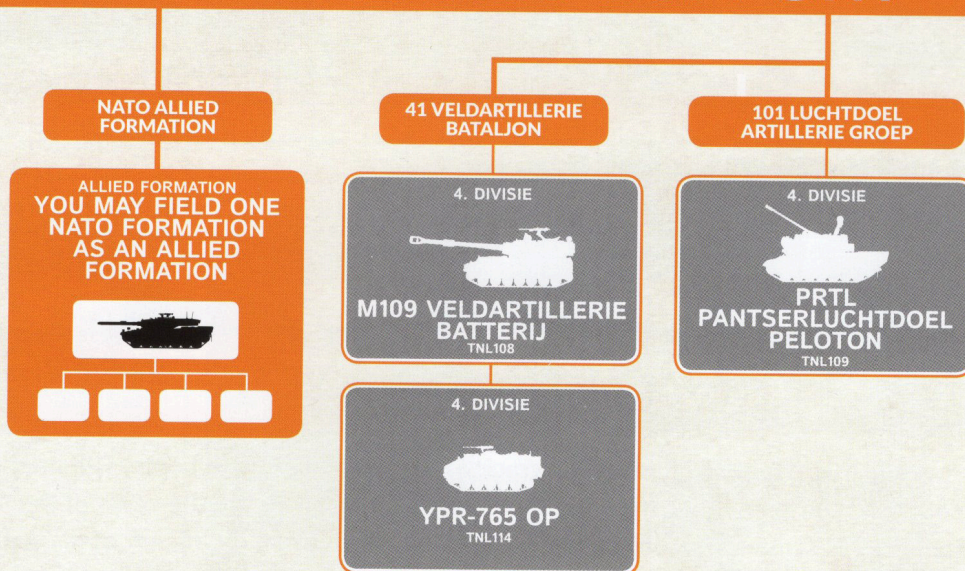 NATO ALLIED
FORMATION
ALLIED FORMATION
YOU MAY FIELD ONE
NATO FORMATION
AS AN ALLIED
FORMATION
41 VELDARTILLERIE
BATALJON
4. DIVISIE
M109 VELDARTILLERIE
BATTERIJ
TNL108
4. DIVISIE
YPR-765 OP
TNL114
101 LUCHTDOEL
ARTILLERIE GROEP
4. DIVISIE
PRTL
PANTSERLUCHTDOEL
PELOTON
TNL109